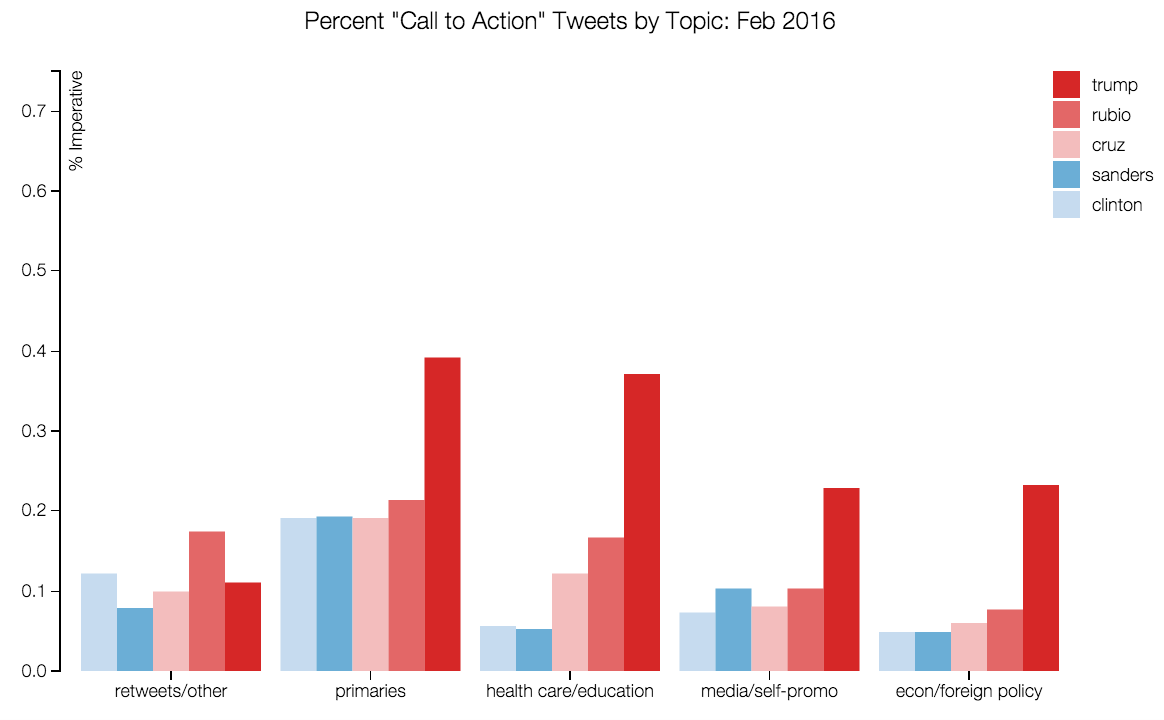 Percent "Call to Action" Tweets by Topic: Feb 2016
% Imperative
0.7
0.6
0.5
0.4
0.3
0.2
0.1
0.0
trump
rubio
cruz
sanders
clinton
retweets/other
primaries
health care/education
media/self-promo
econ/foreign policy